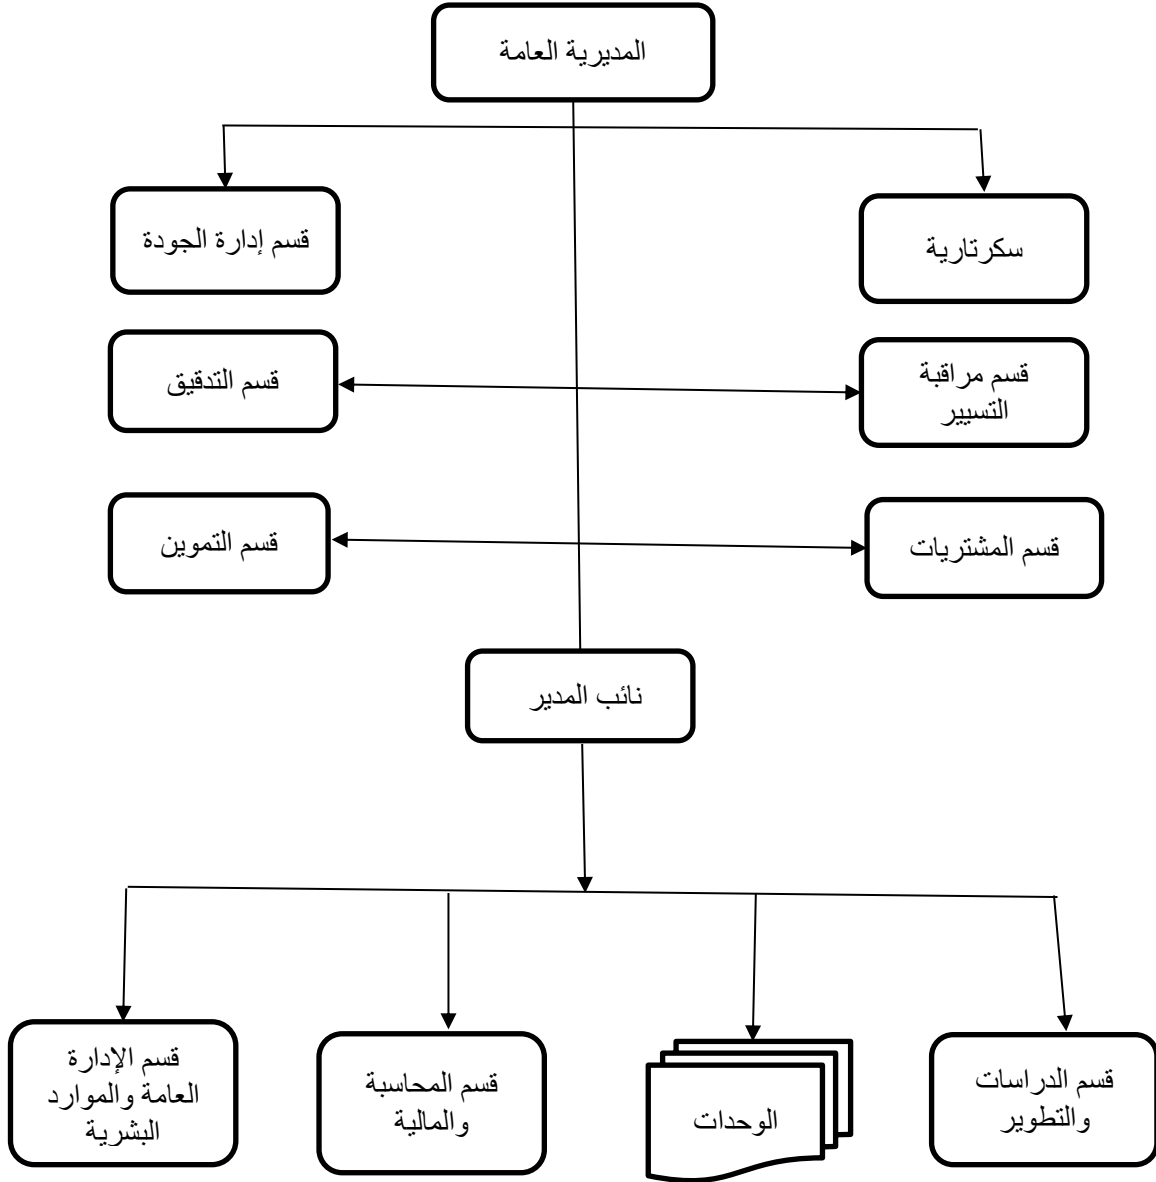 المديرية العامة
سكرتارية
قسم إدارة الجودة
قسم مراقبة
التسيير
قسم التدقيق
قسم المشتريات
قسم التموين
نائب المدير
قسم الدراسات
والتطوير
الوحدات
قسم المحاسبة
والمالية
قسم الإدارة
العامة والموارد
البشرية